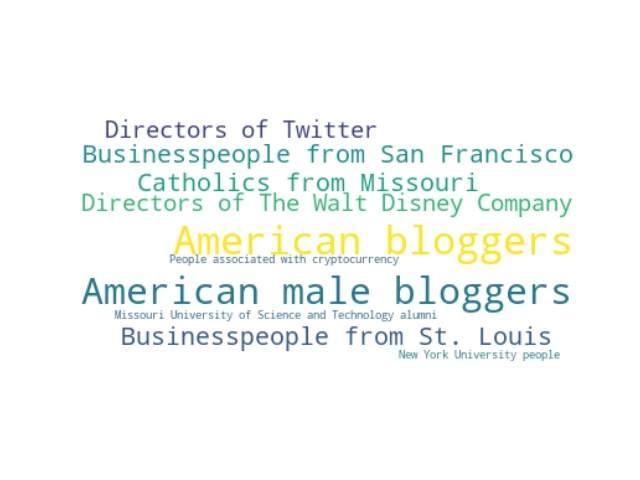 Directors of Twitter
Businesspeople from San Francisco
Catholics from Missouri
Directors of The Walt Disney Company
American bloggers
People associated with cryptocurrency
American male bloggers
Missouri University of Science and Technology alumni
Businesspeople from St. Louis
New York University people